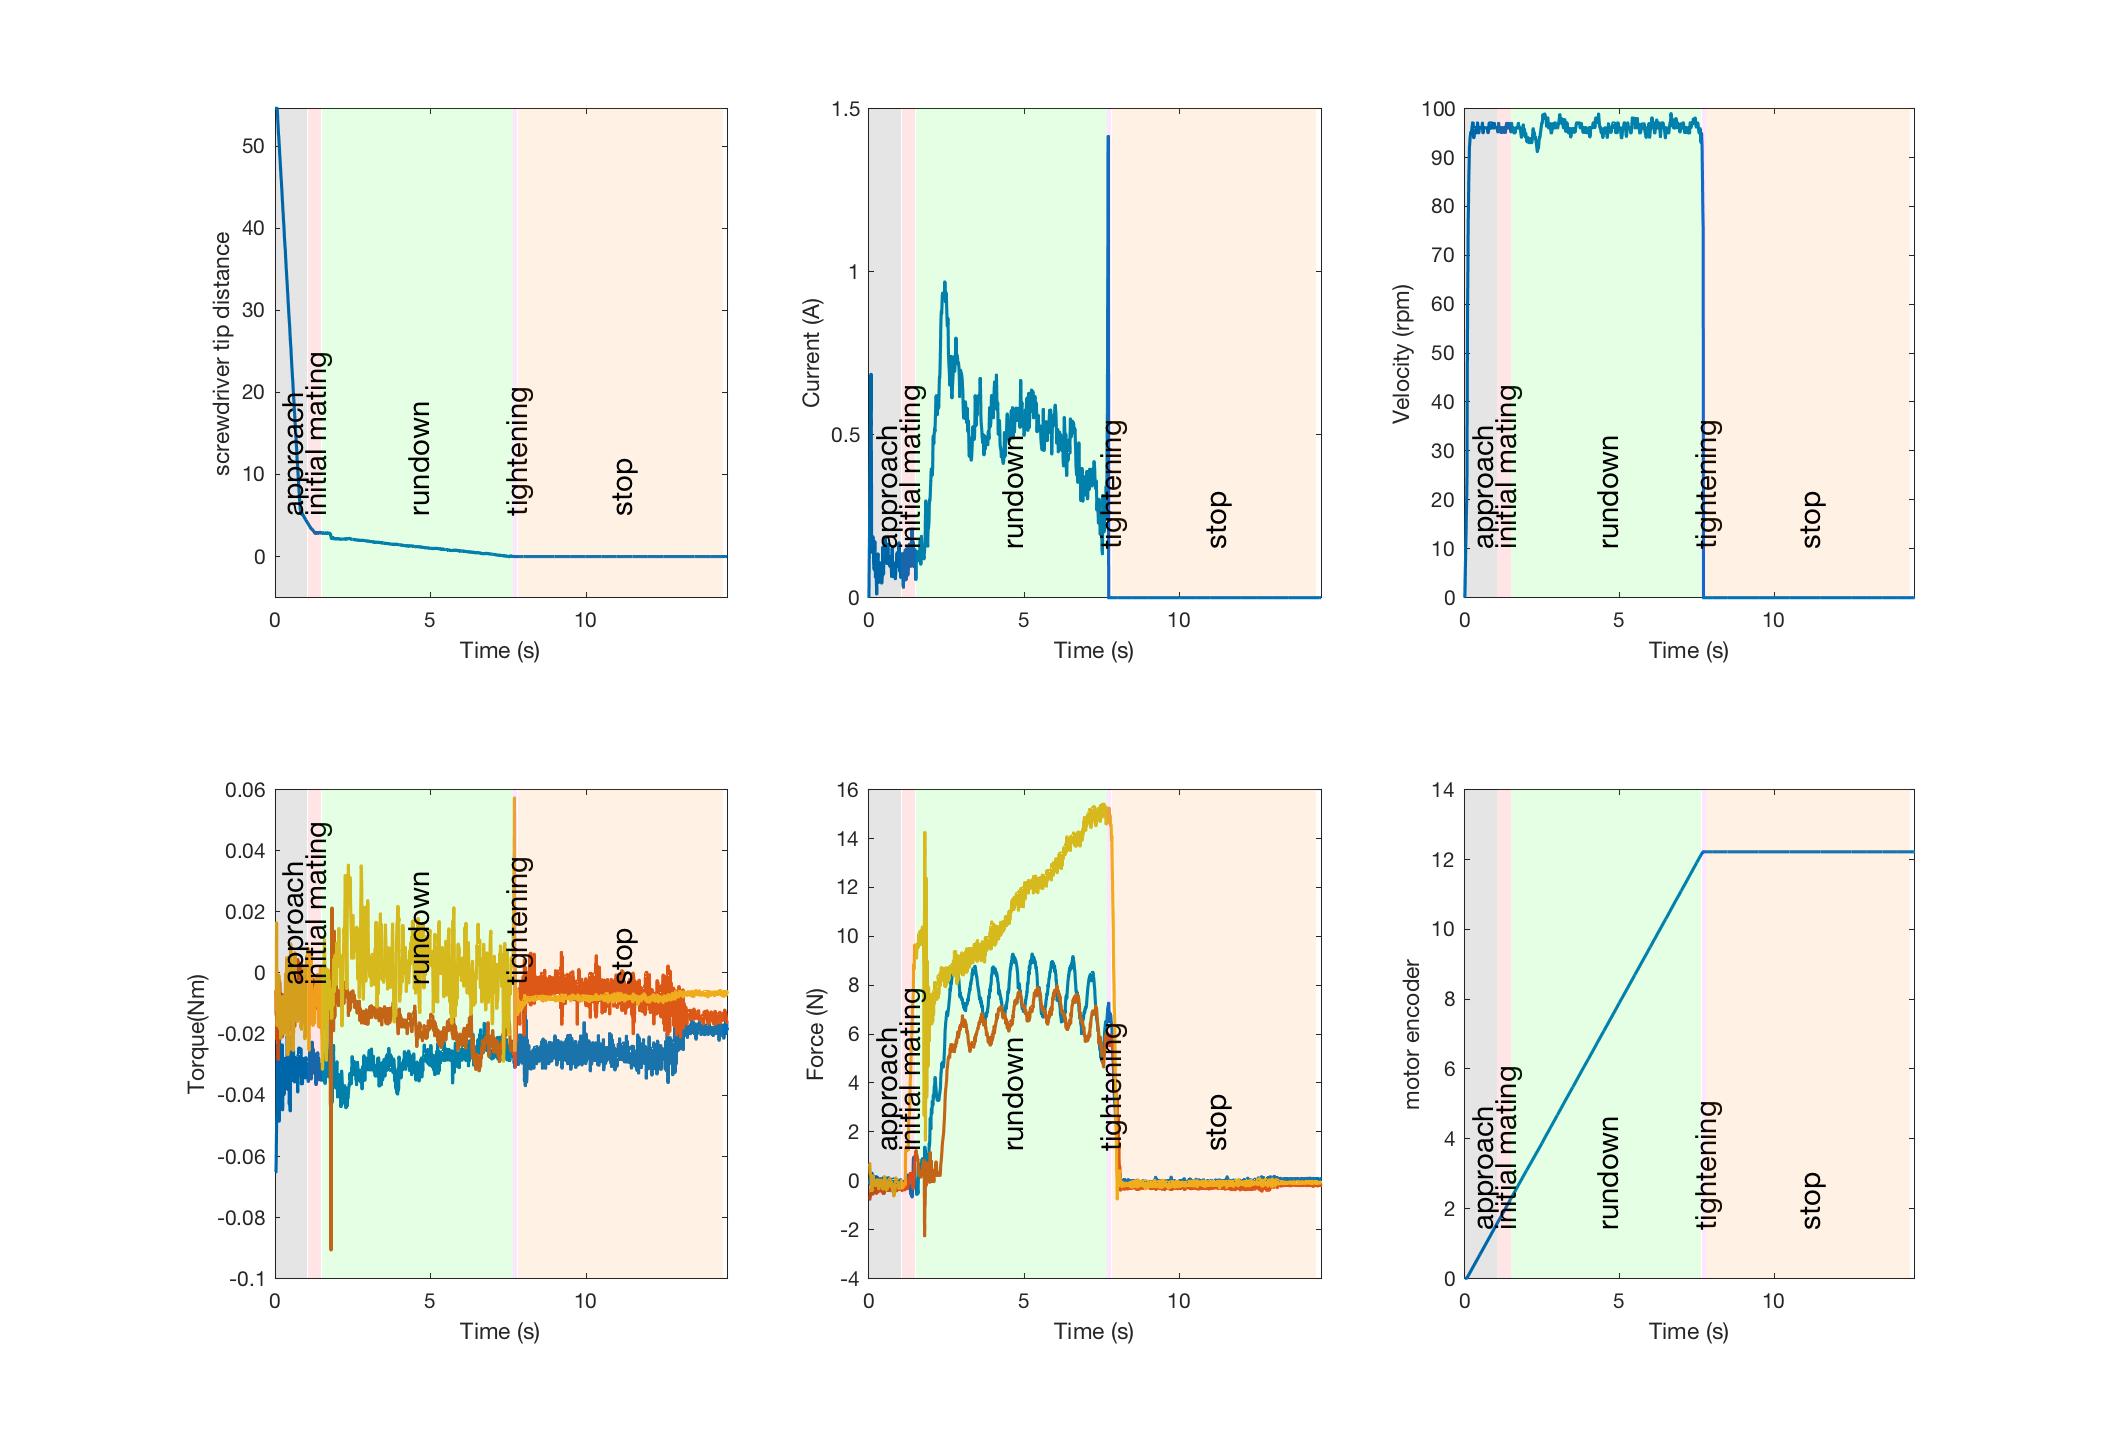 50
40
30
20
10
0
screwdriver tip distance
approach
initial mating
rundown
tightening
stop
0 5 10
Time (s)
1.5
1
0.5
0
Current (A)
approach
initial mating
rundown
tightening
stop
0 5 10
Time (s)
100
90
80
70
60
50
40
30
20
10
0
Velocity (rpm)
approach
initial mating
rundown
tightening
stop
0 5 10
Time (s)
0.06
0.04
0.02
0
-0.02
-0.04
-0.06
-0.08
-0.1
Torque(Nm)
approach
initial mating
rundown
tightening
stop
0 5 10
Time (s)
16
14
12
10
8
6
4
2
0
-2
-4
Force (N)
approach
initial mating
rundown
tightening
stop
0 5 10
Time (s)
14
12
10
8
6
4
2
0
motor encoder
approach
initial mating
rundown
tightening
stop
0 5 10
Time (s)